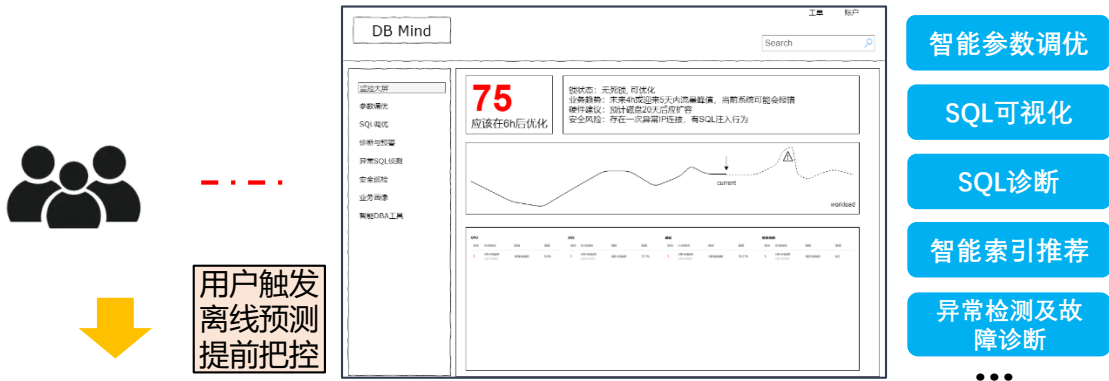 工单 账户
DB Mind
Search
监控大屏
参数调优
SQL调优
诊断与预警
异常SQL侦测
安全巡检
业务画像
智能DBA工具
75
应该在6h后优化
锁状态：无死锁，可优化
业务趋势：未来4h或迎来5天内流量峰值，当前系统可能会报错
硬件建议：预计磁盘20天后应扩容
安全风险：存在一次异常IP连接，有SQL注入行为
current
workload
用户触发
离线预测
提前把控
智能参数调优
SQL可视化
SQL诊断
智能索引推荐
异常检测及故
障诊断
•••